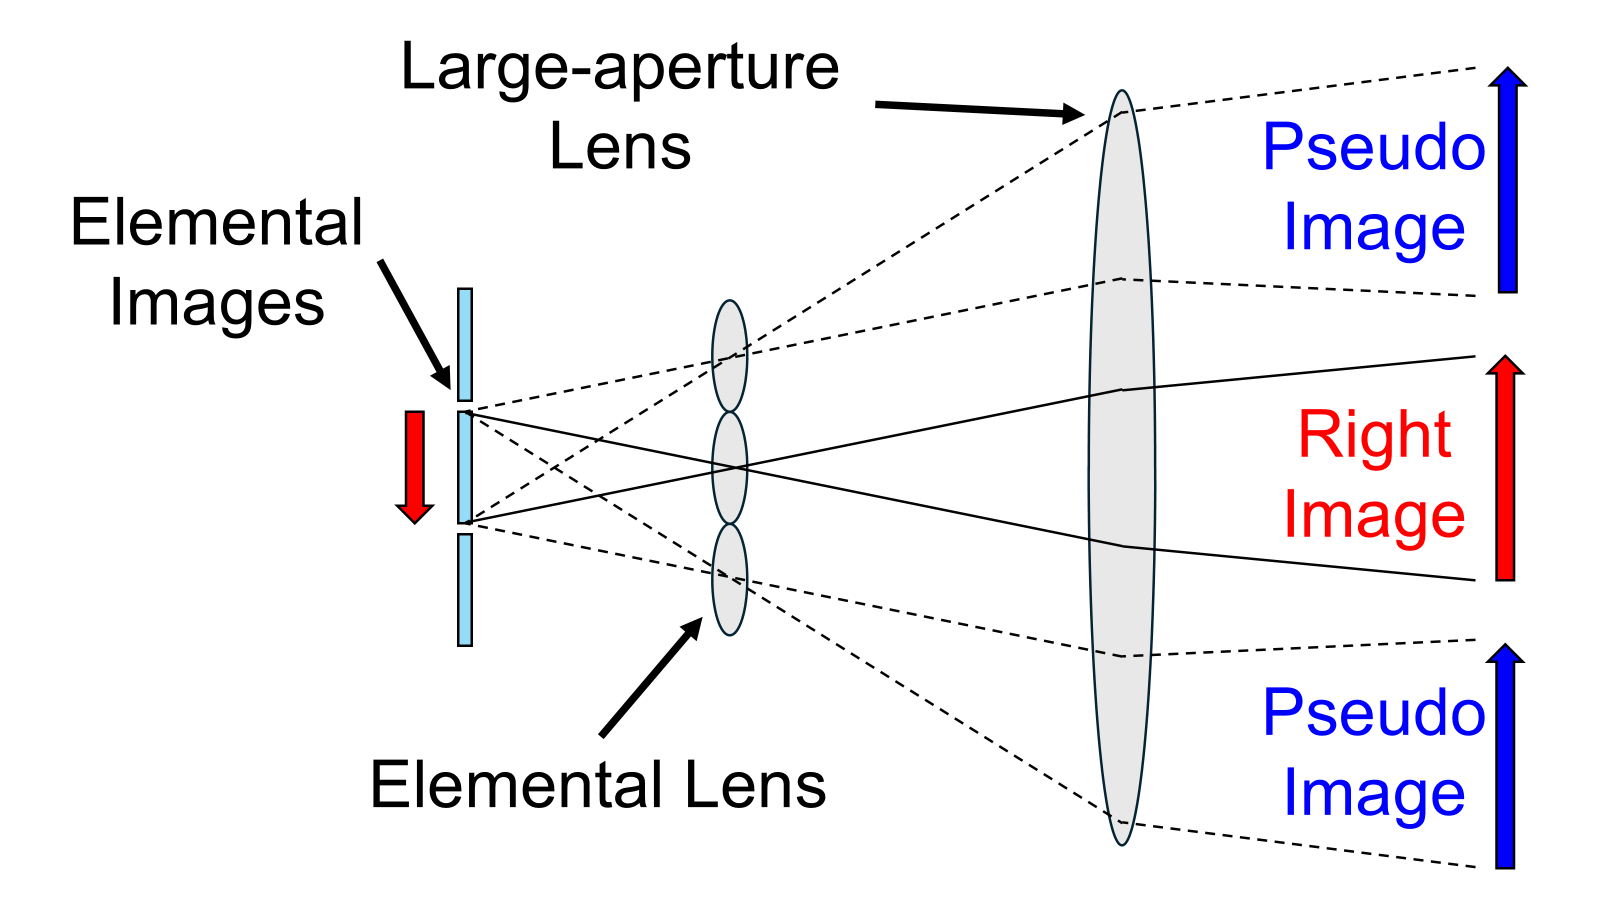 Large-aperture
Lens
Elemental
Images
Pseudo
Image
Right
Image
Pseudo
Image
Elemental Lens